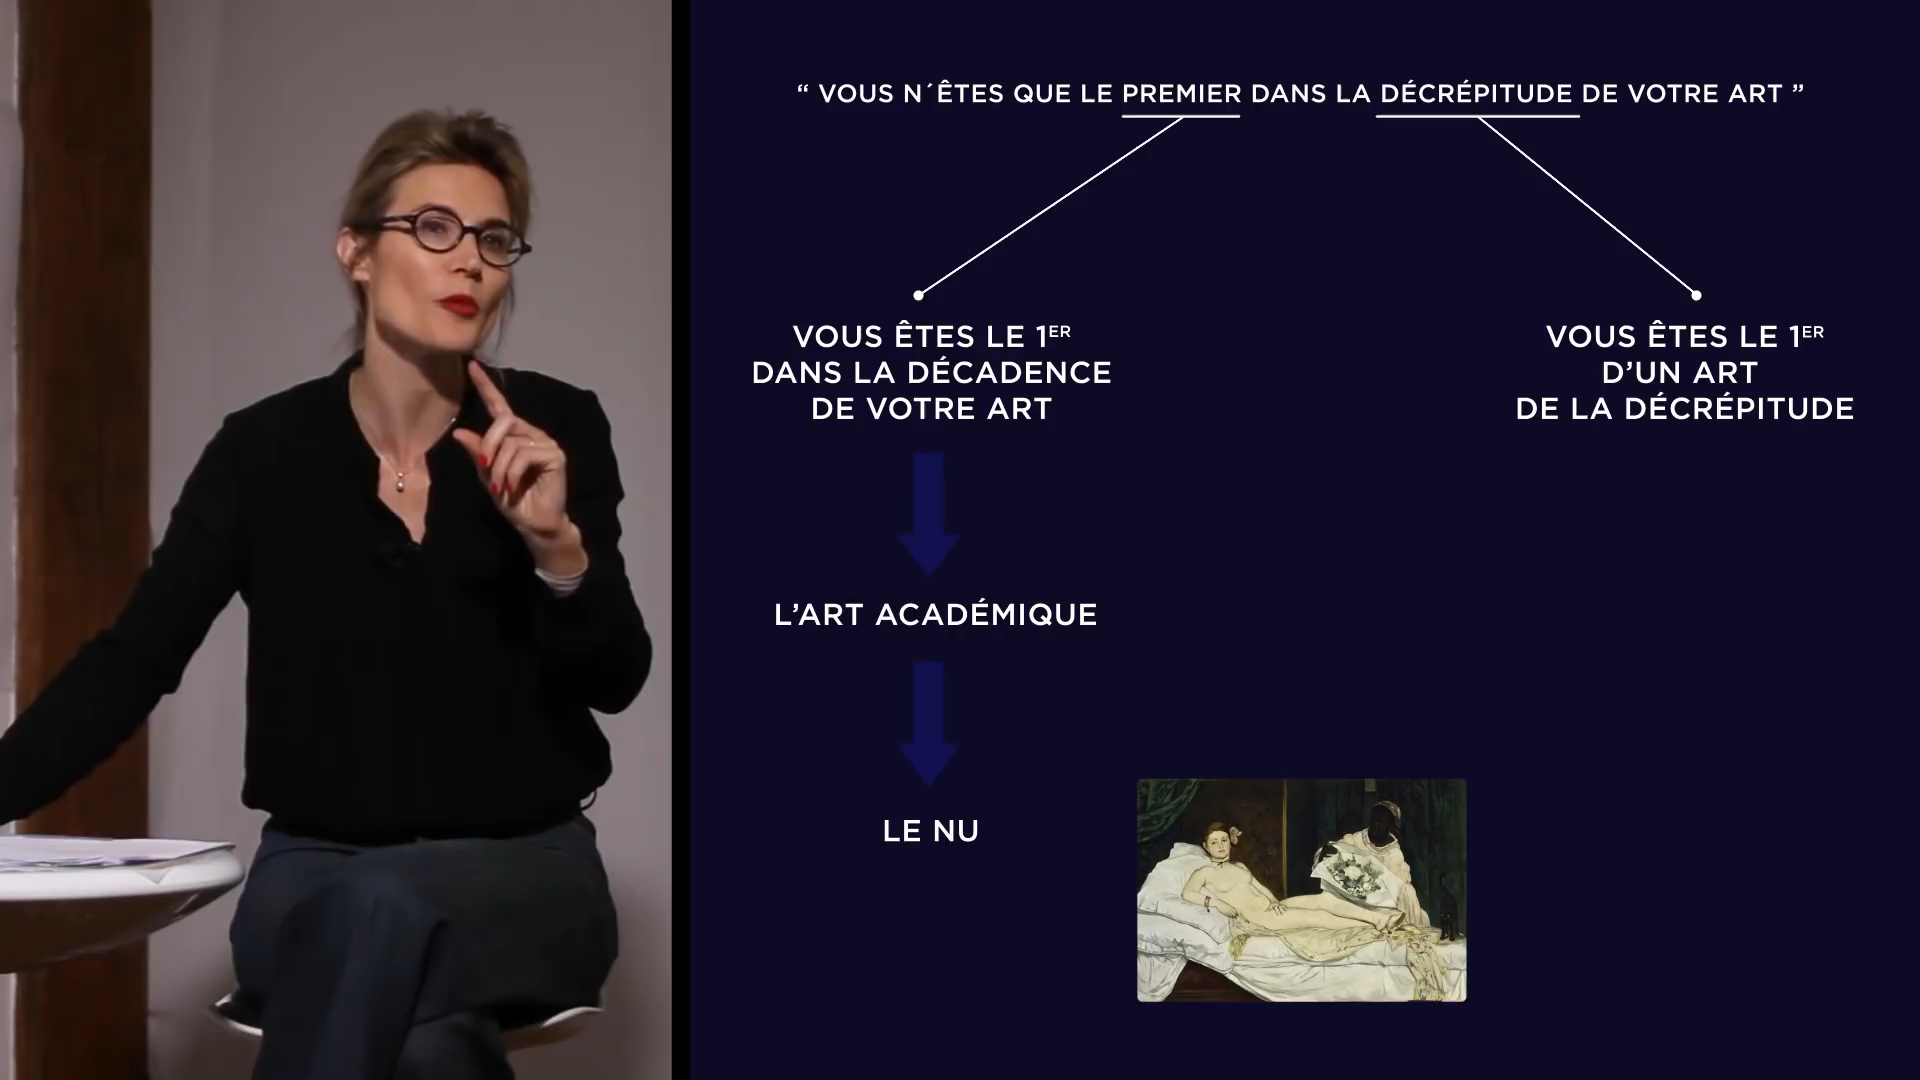 “ VOUS N´ÊTES QUE LE PREMIER DANS LA DÉCRÉPITUDE DE VOTRE ART ”
VOUS ÊTES LE 1ER
DANS LA DÉCADENCE
DE VOTRE ART
VOUS ÊTES LE 1ER
D’UN ART
DE LA DÉCRÉPITUDE
L’ART ACADÉMIQUE
LE NU